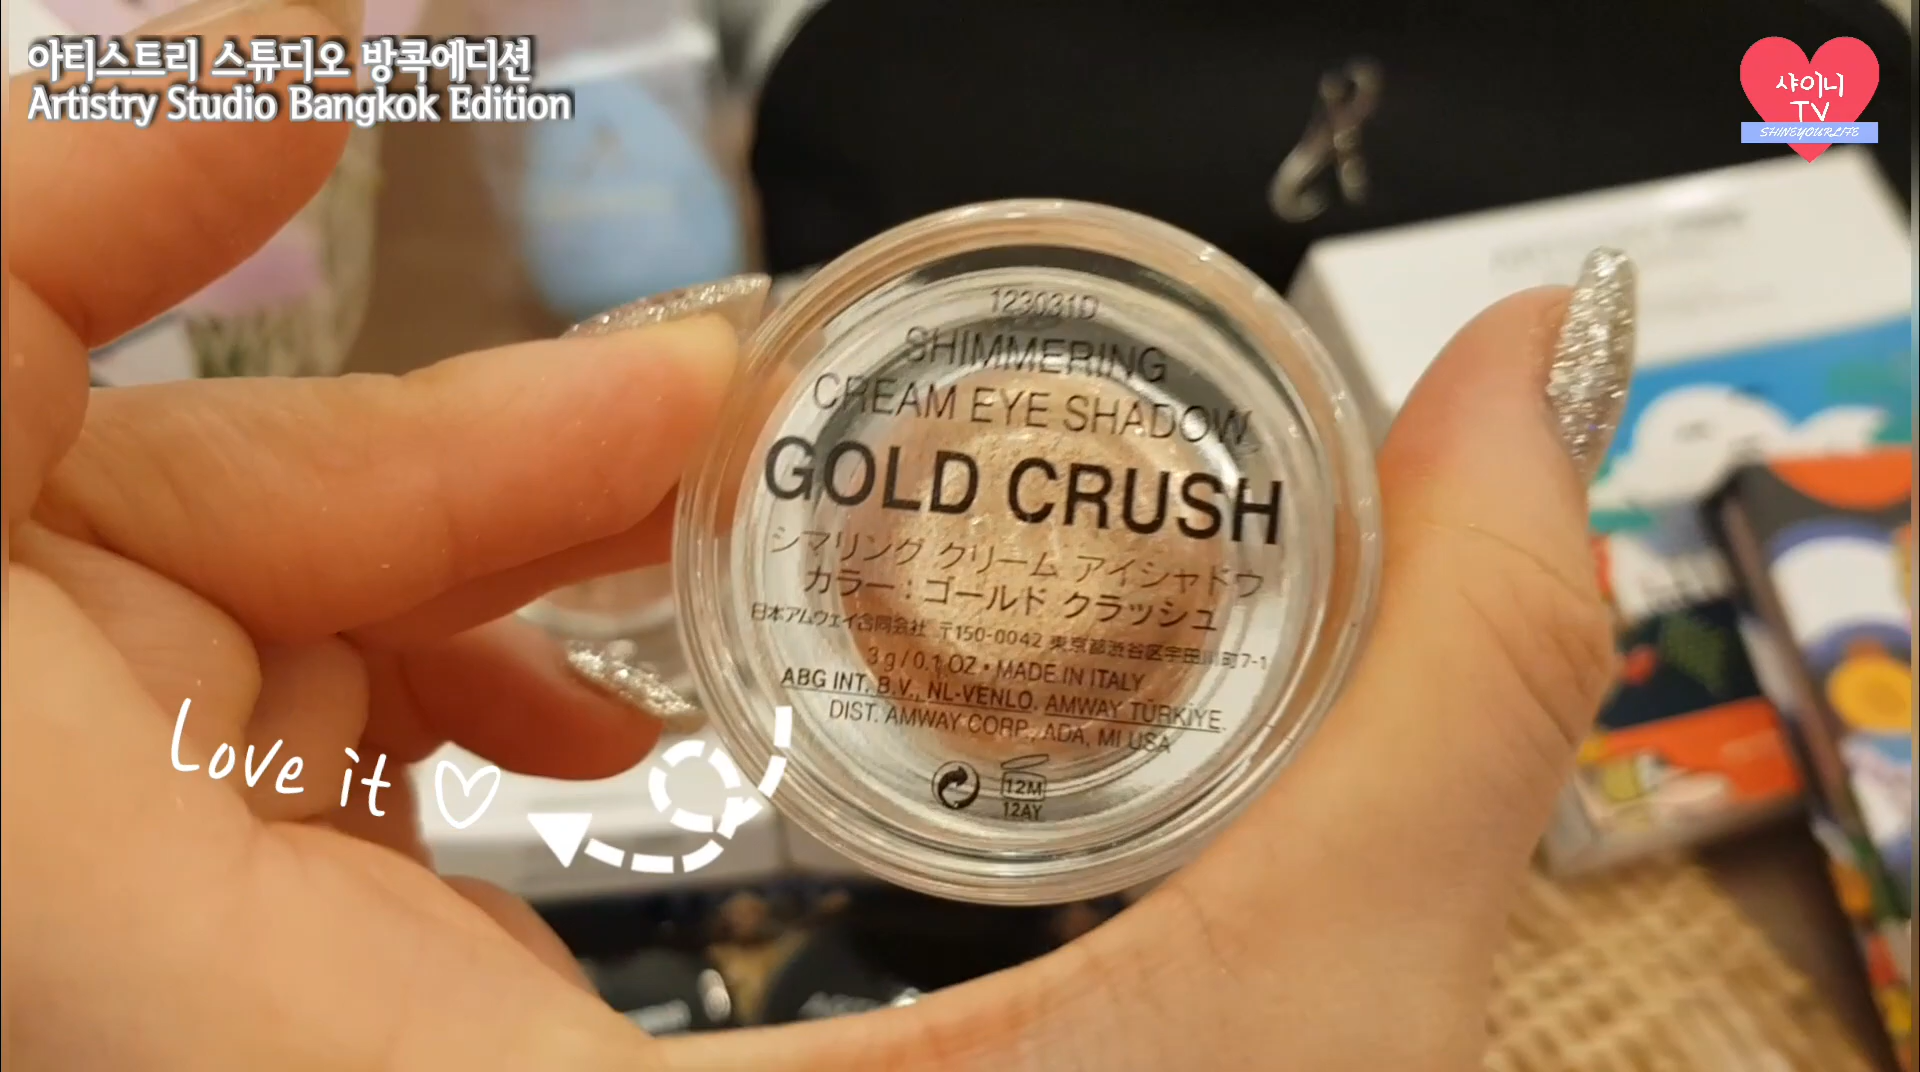 아티스트리 스튜디오 방콕에디션
Artistry Studio Bangkok Edition
샤이니
TV
SHINEYOURLIFE
123031D
SHIMMERING
CREAM EYE SHADOW
GOLD CRUSH
シマリング クリーム アイシャドウ
カラー : ゴールド クラッシュ
日本アムウェイ合同会社 〒150-0042 東京都渋谷区宇田川町7-1
3 g / 0.1 OZ • MADE IN ITALY
ABG INT. B.V., NL-VENLO. AMWAY TÜRKİYE.
DIST. AMWAY CORP., ADA, MI USA
12M
12AY
Love it ♡